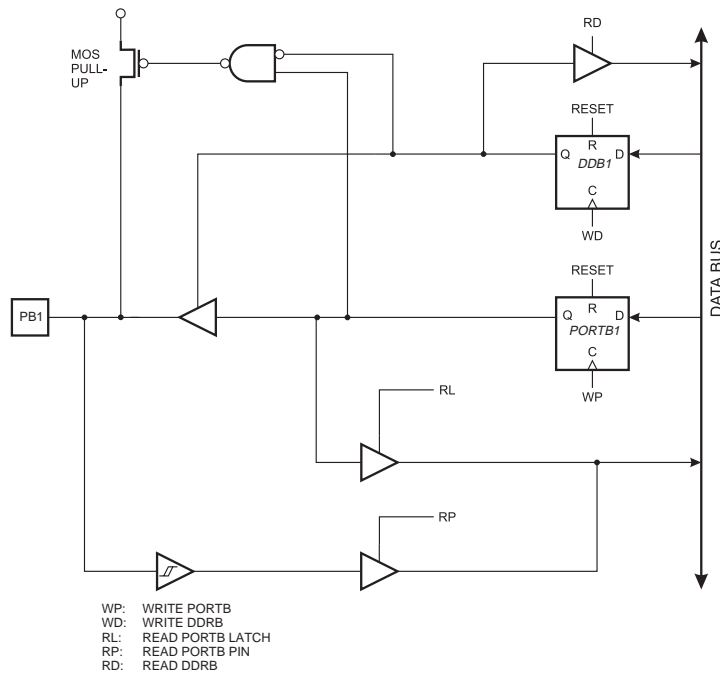 RD
MOS
PULL-
UP
RESET
R
Q D
DDB1
C
WD
RESET
DATA BUS
PB1
R
Q D
PORTB1
C
WP
RL
RP
WP: WRITE PORTB
WD: WRITE DDRB
RL: READ PORTB LATCH
RP: READ PORTB PIN
RD: READ DDRB